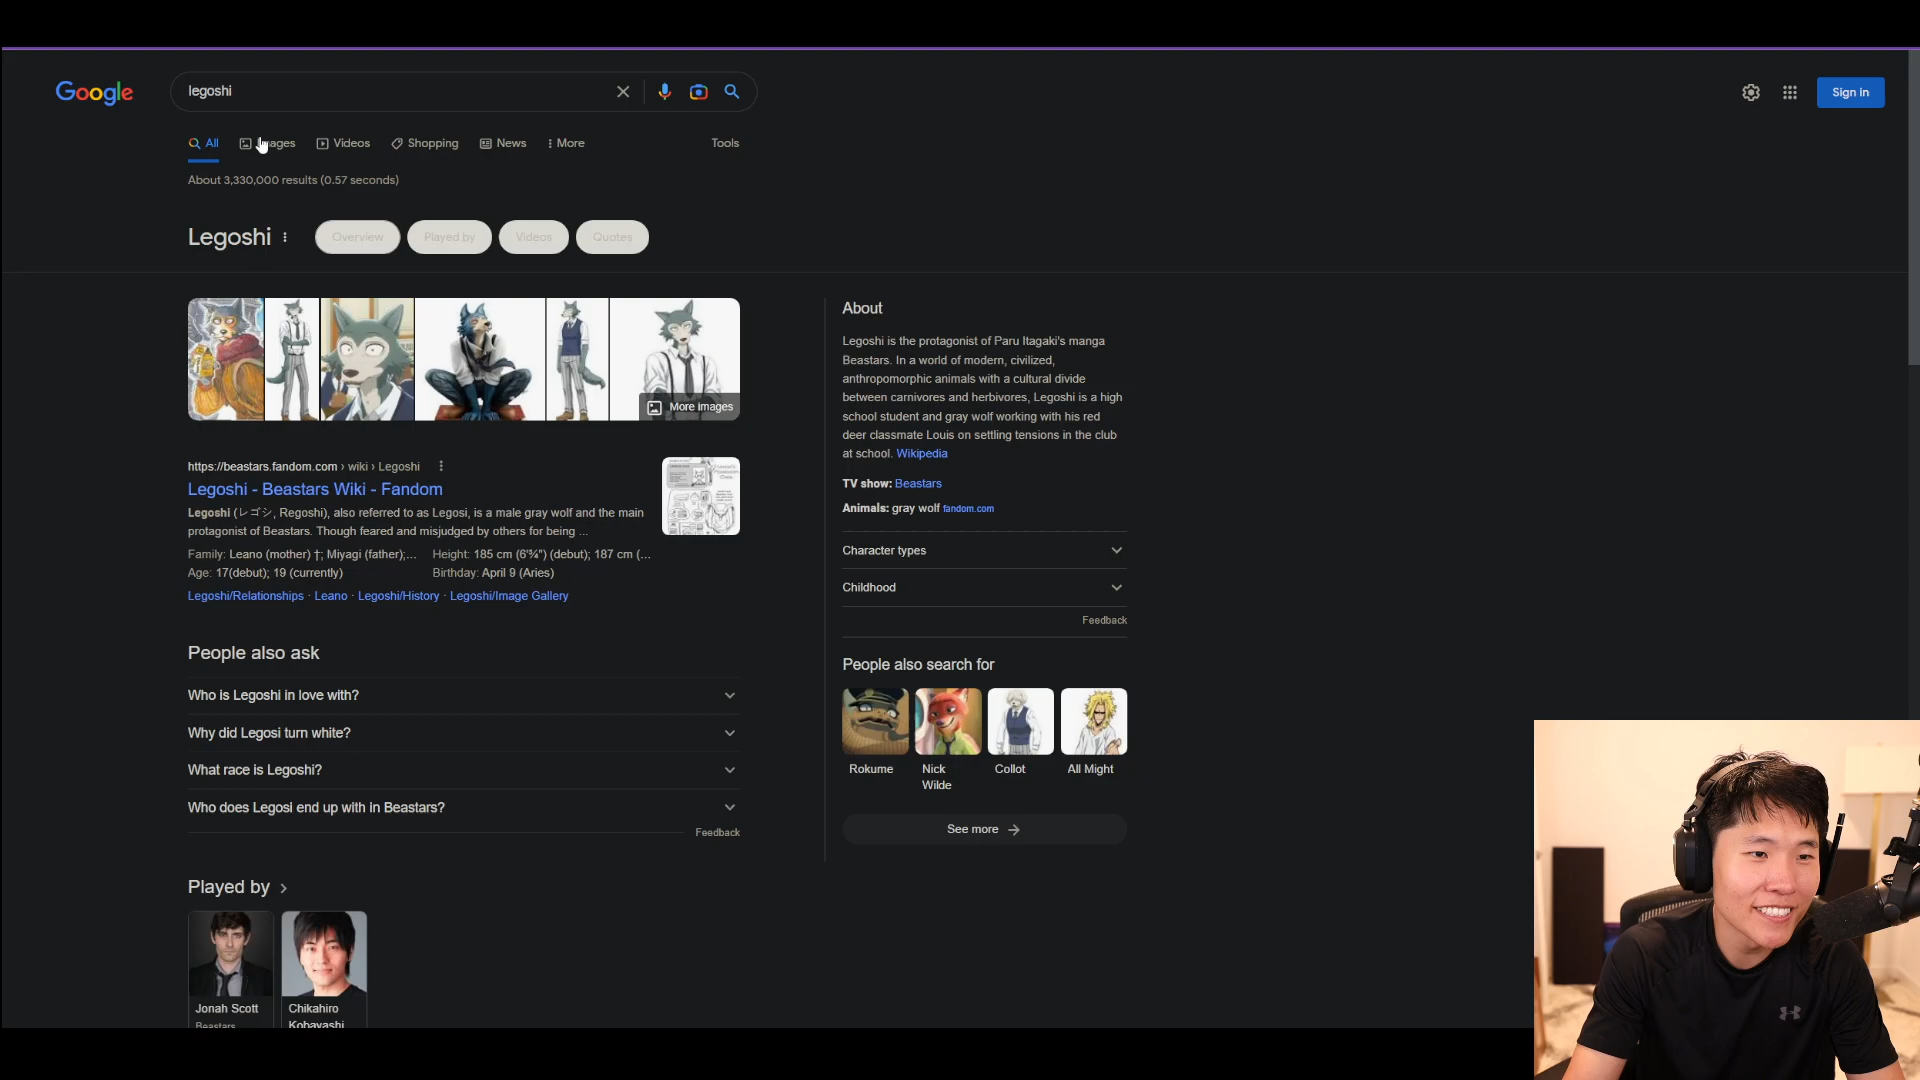 Google
legoshi
Sign in
All
Images
Videos
Shopping
News
More
Tools
About 3,330,000 results (0.57 seconds)
Legoshi
Overview
Played by
Videos
Quotes
More images
https://beastars.fandom.com › wiki › Legoshi
Legoshi - Beastars Wiki - Fandom
Legoshi (レゴシ, Regoshi), also referred to as Legosi, is a male gray wolf and the main
protagonist of Beastars. Though feared and misjudged by others for being ...
Family: Leano (mother) †; Miyagi (father);...
Height: 185 cm (6'¾") (debut); 187 cm (...
Age: 17(debut); 19 (currently)
Birthday: April 9 (Aries)
Legoshi/Relationships · Leano · Legoshi/History · Legoshi/Image Gallery
People also ask
Who is Legoshi in love with?
Why did Legosi turn white?
What race is Legoshi?
Who does Legosi end up with in Beastars?
Feedback
Played by
Jonah Scott
Beastars
Chikahiro
Kobayashi
About
Legoshi is the protagonist of Paru Itagaki's manga
Beastars. In a world of modern, civilized,
anthropomorphic animals with a cultural divide
between carnivores and herbivores, Legoshi is a high
school student and gray wolf working with his red
deer classmate Louis on settling tensions in the club
at school. Wikipedia
TV show: Beastars
Animals: gray wolf fandom.com
Character types
Childhood
Feedback
People also search for
Rokume
Nick
Wilde
Collot
All Might
See more